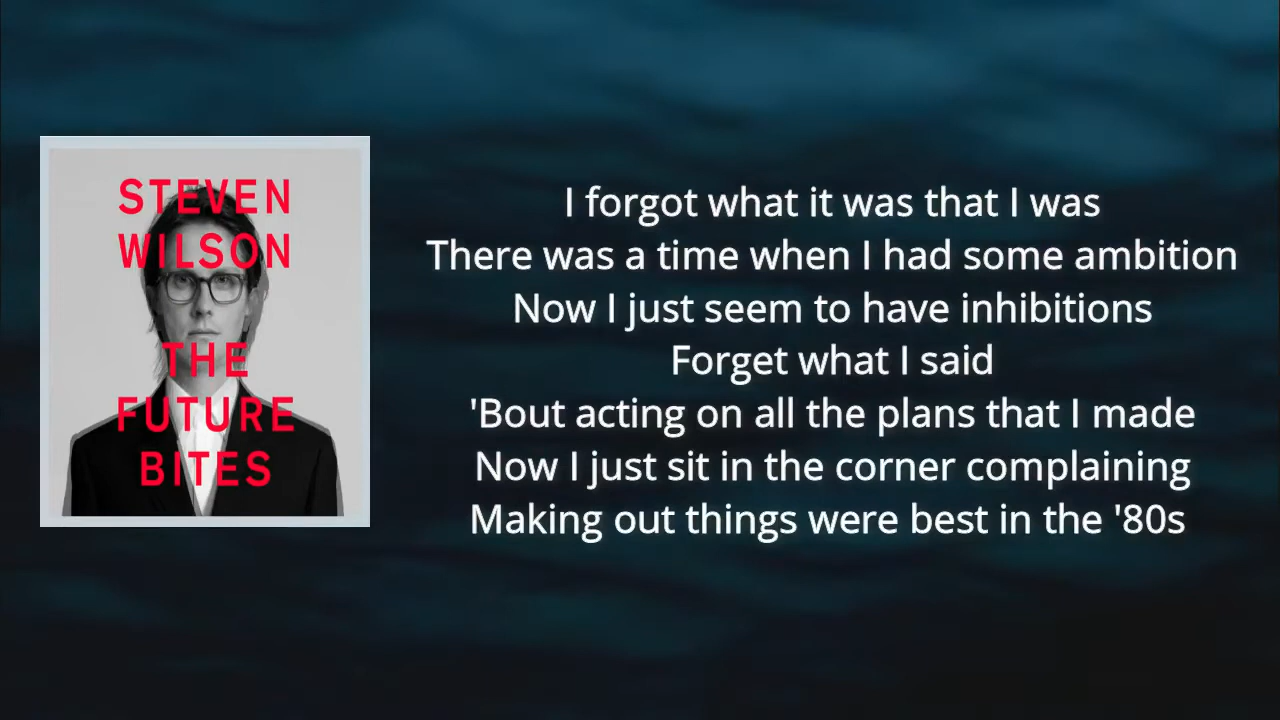 STEVEN
WILSON
THE
FUTURE
BITES
I forgot what it was that I was
There was a time when I had some ambition
Now I just seem to have inhibitions
Forget what I said
'Bout acting on all the plans that I made
Now I just sit in the corner complaining
Making out things were best in the '80s